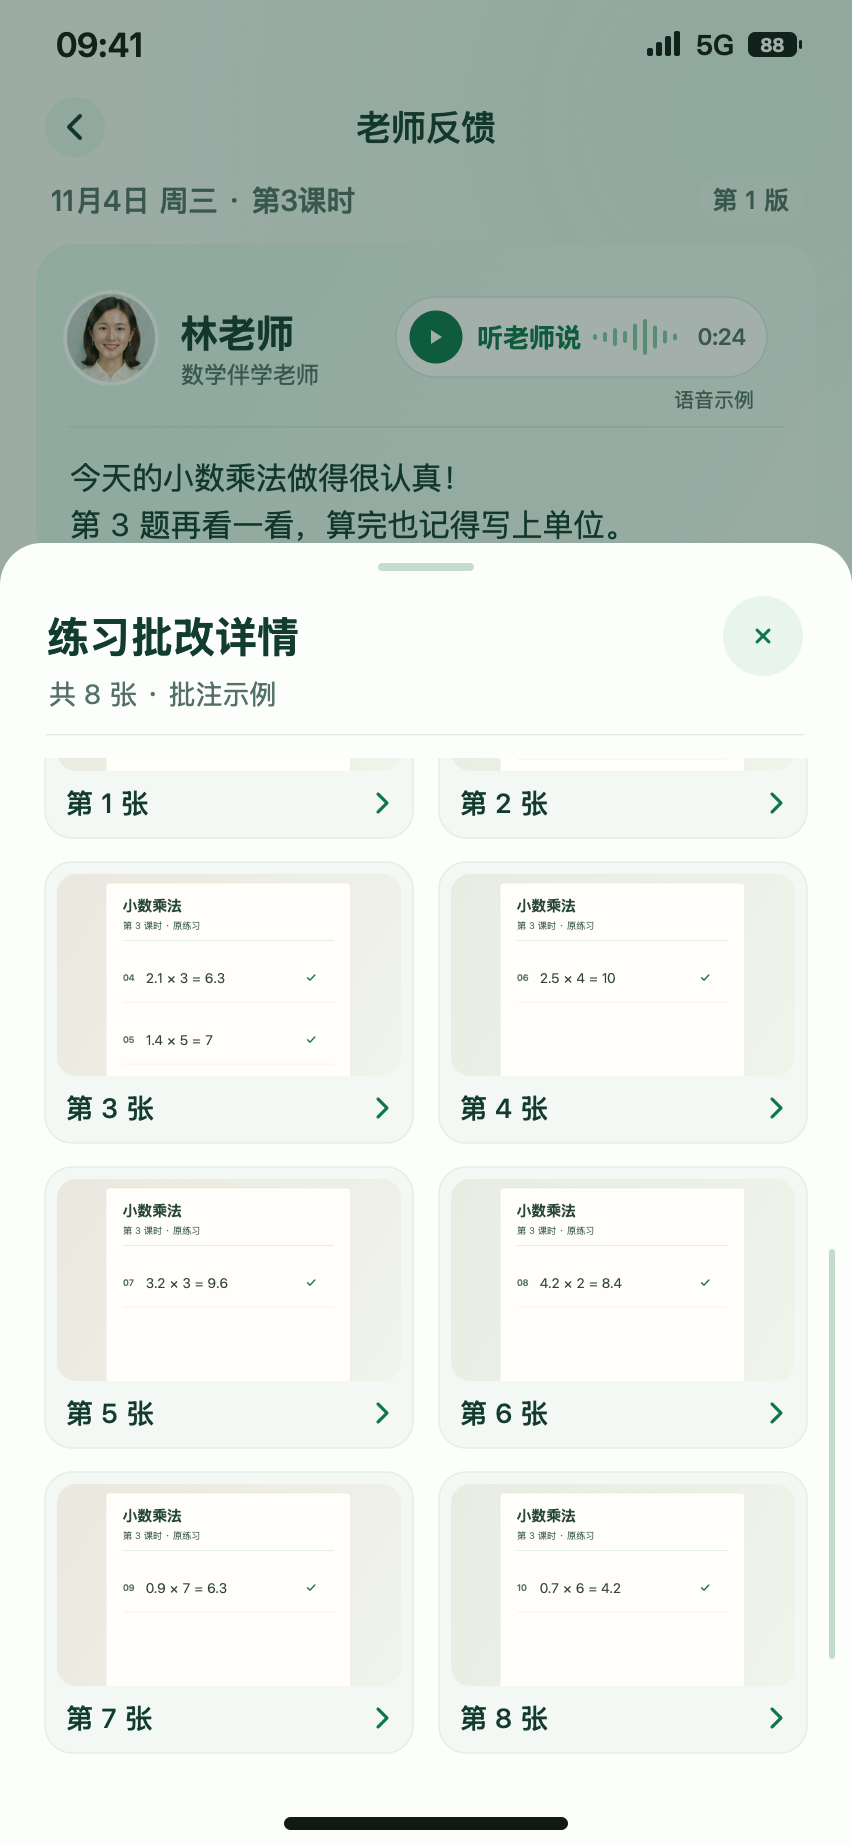 09:41
5G 88
老师反馈
11月4日 周三 · 第3课时
第 1 版
林老师
数学伴学老师
听老师说 0:24
语音示例
今天的小数乘法做得很认真！
第 3 题再看一看，算完也记得写上单位。
练习批改详情
共 8 张 · 批注示例
第 1 张
第 2 张
小数乘法
第 3 课时 · 原练习
04 2.1 × 3 = 6.3 ✓
05 1.4 × 5 = 7 ✓
第 3 张
小数乘法
第 3 课时 · 原练习
06 2.5 × 4 = 10 ✓
第 4 张
小数乘法
第 3 课时 · 原练习
07 3.2 × 3 = 9.6 ✓
第 5 张
小数乘法
第 3 课时 · 原练习
08 4.2 × 2 = 8.4 ✓
第 6 张
小数乘法
第 3 课时 · 原练习
09 0.9 × 7 = 6.3 ✓
第 7 张
小数乘法
第 3 课时 · 原练习
10 0.7 × 6 = 4.2 ✓
第 8 张